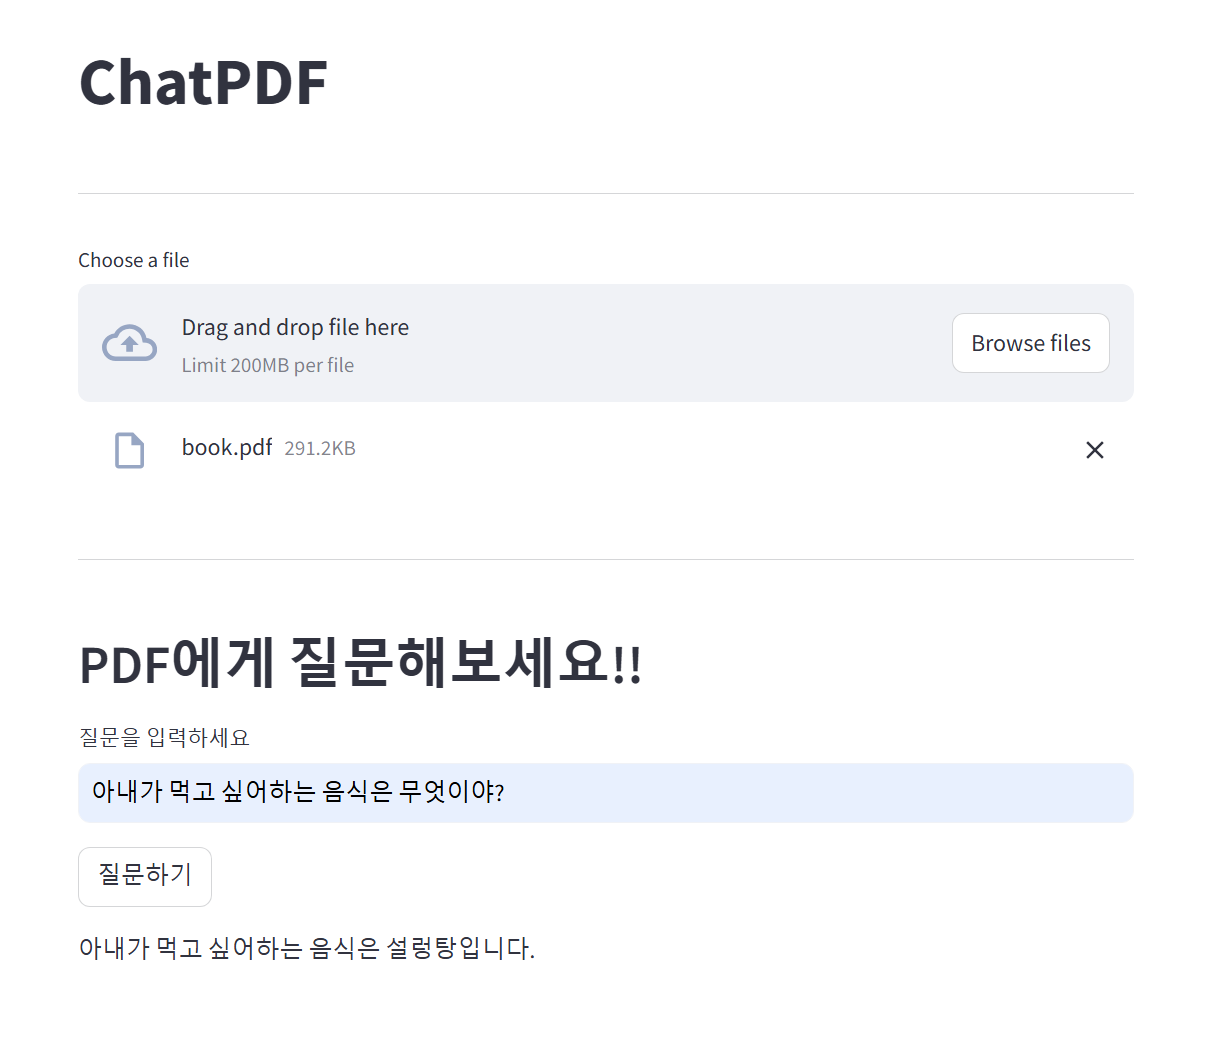 ChatPDF
Choose a file
Drag and drop file here
Limit 200MB per file
Browse files
book.pdf 291.2KB
PDF에게 질문해보세요!!
질문을 입력하세요
아내가 먹고 싶어하는 음식은 무엇이야?
질문하기
아내가 먹고 싶어하는 음식은 설렁탕입니다.